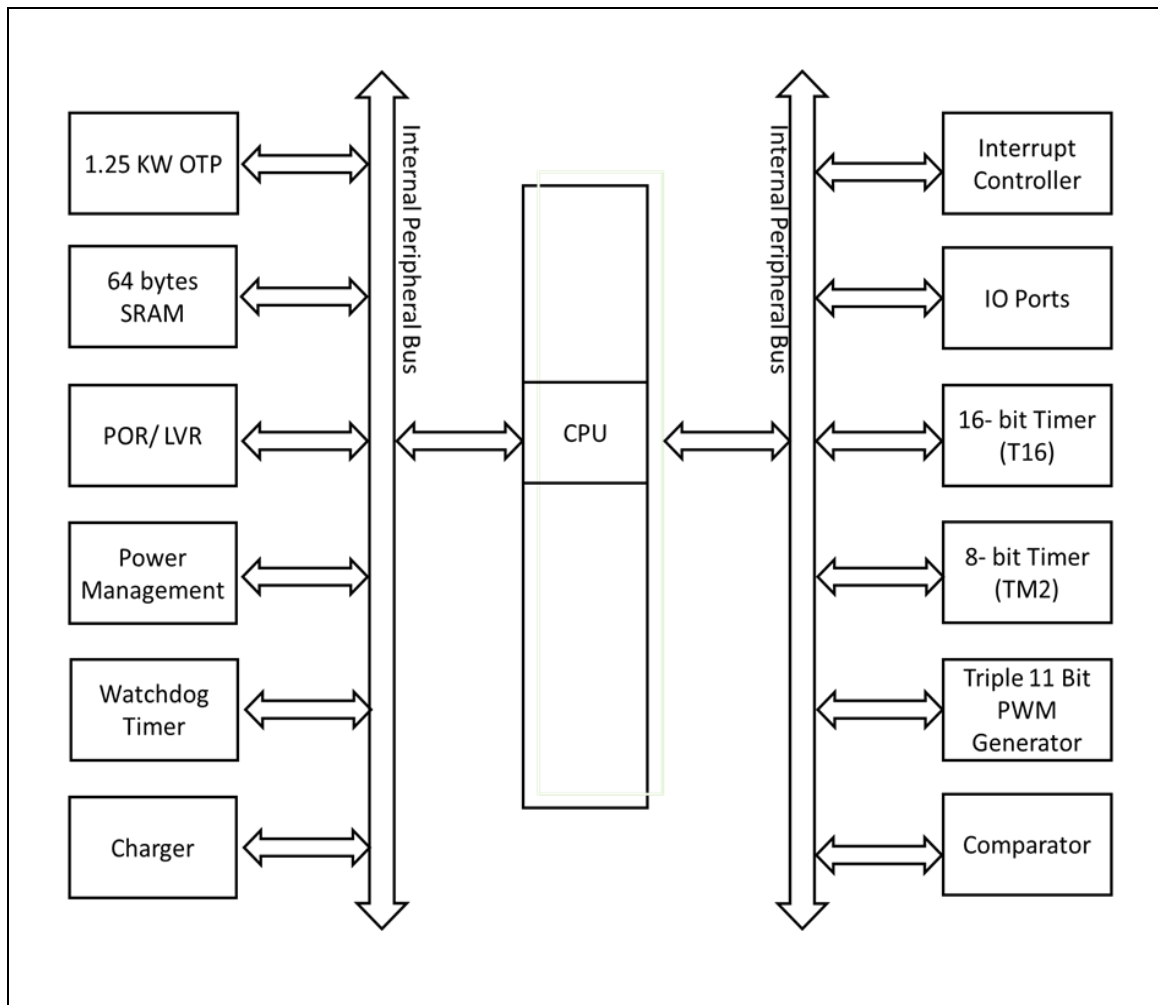 1.25 KW OTP
64 bytes
SRAM
POR/ LVR
Power
Management
Watchdog
Timer
Charger
Internal Peripheral Bus
CPU
Internal Peripheral Bus
Interrupt
Controller
IO Ports
16- bit Timer
(T16)
8- bit Timer
(TM2)
Triple 11 Bit
PWM
Generator
Comparator